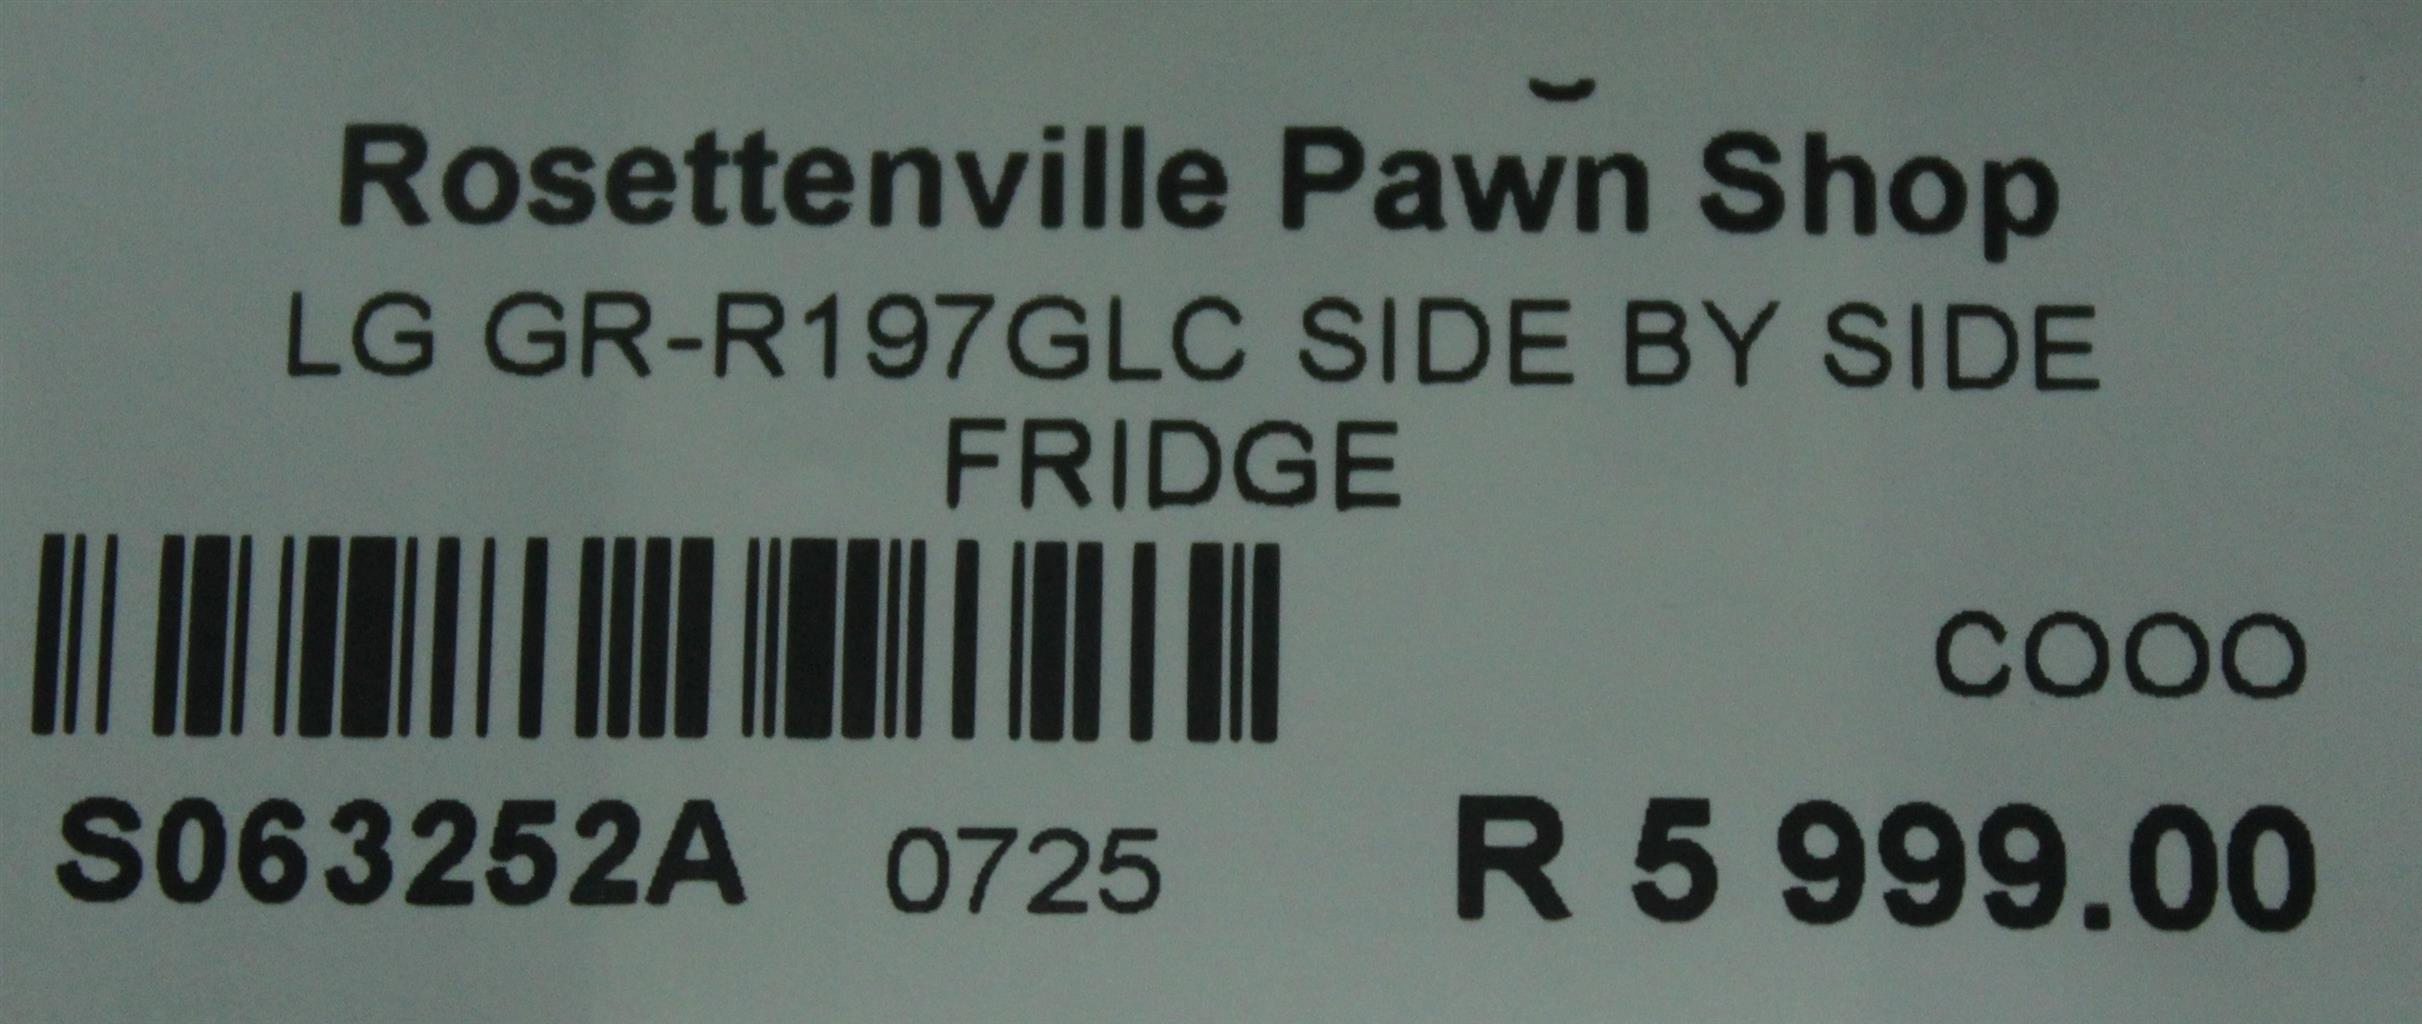 Rosettenville Pawn Shop
LG GR-R197GLC SIDE BY SIDE
FRIDGE
COOO
S063252A 0725 R 5 999.00